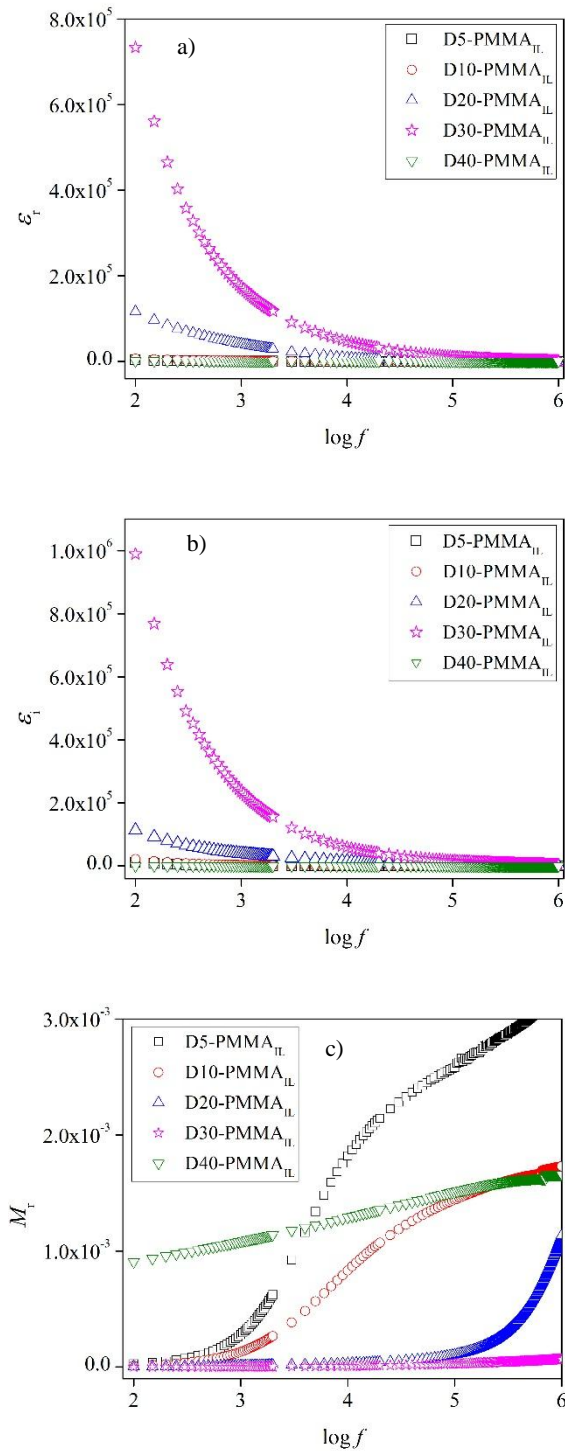 a)
D5-PMMA_IL
D10-PMMA_IL
D20-PMMA_IL
D30-PMMA_IL
D40-PMMA_IL
8.0x10^5
6.0x10^5
4.0x10^5
2.0x10^5
0.0
ε_r
2 3 4 5 6
log f
b)
D5-PMMA_IL
D10-PMMA_IL
D20-PMMA_IL
D30-PMMA_IL
D40-PMMA_IL
1.0x10^6
8.0x10^5
6.0x10^5
4.0x10^5
2.0x10^5
0.0
ε_i
2 3 4 5 6
log f
c)
D5-PMMA_IL
D10-PMMA_IL
D20-PMMA_IL
D30-PMMA_IL
D40-PMMA_IL
3.0x10^-3
2.0x10^-3
1.0x10^-3
0.0
M_r
2 3 4 5 6
log f